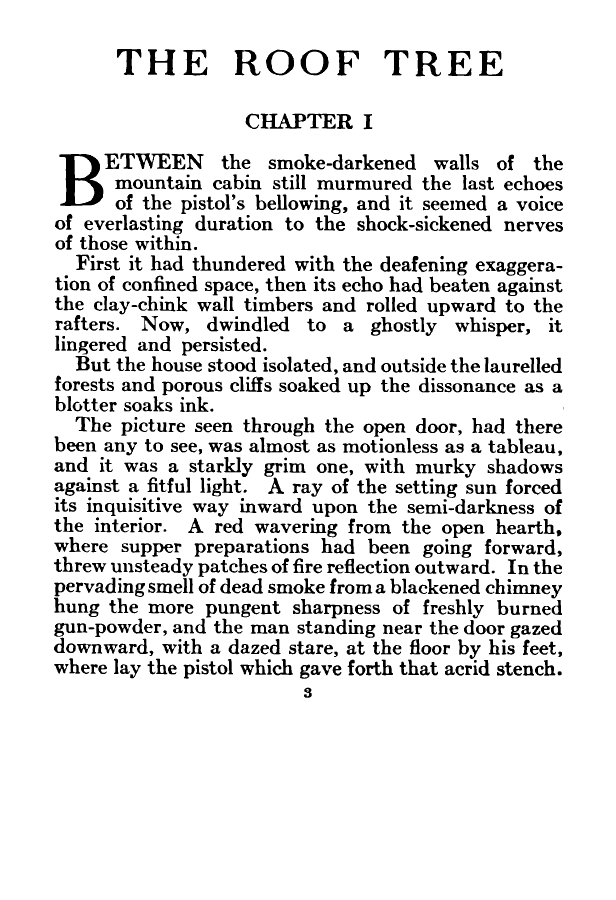 THE ROOF TREE
CHAPTER I
BETWEEN the smoke-darkened walls of the
mountain cabin still murmured the last echoes
of the pistol's bellowing, and it seemed a voice
of everlasting duration to the shock-sickened nerves
of those within.
First it had thundered with the deafening exaggera-
tion of confined space, then its echo had beaten against
the clay-chink wall timbers and rolled upward to the
rafters. Now, dwindled to a ghostly whisper, it
lingered and persisted.
But the house stood isolated, and outside the laurelled
forests and porous cliffs soaked up the dissonance as a
blotter soaks ink.
The picture seen through the open door, had there
been any to see, was almost as motionless as a tableau,
and it was a starkly grim one, with murky shadows
against a fitful light. A ray of the setting sun forced
its inquisitive way inward upon the semi-darkness of
the interior. A red wavering from the open hearth,
where supper preparations had been going forward,
threw unsteady patches of fire reflection outward. In the
pervading smell of dead smoke from a blackened chimney
hung the more pungent sharpness of freshly burned
gun-powder, and the man standing near the door gazed
downward, with a dazed stare, at the floor by his feet,
where lay the pistol which gave forth that acrid stench.
3